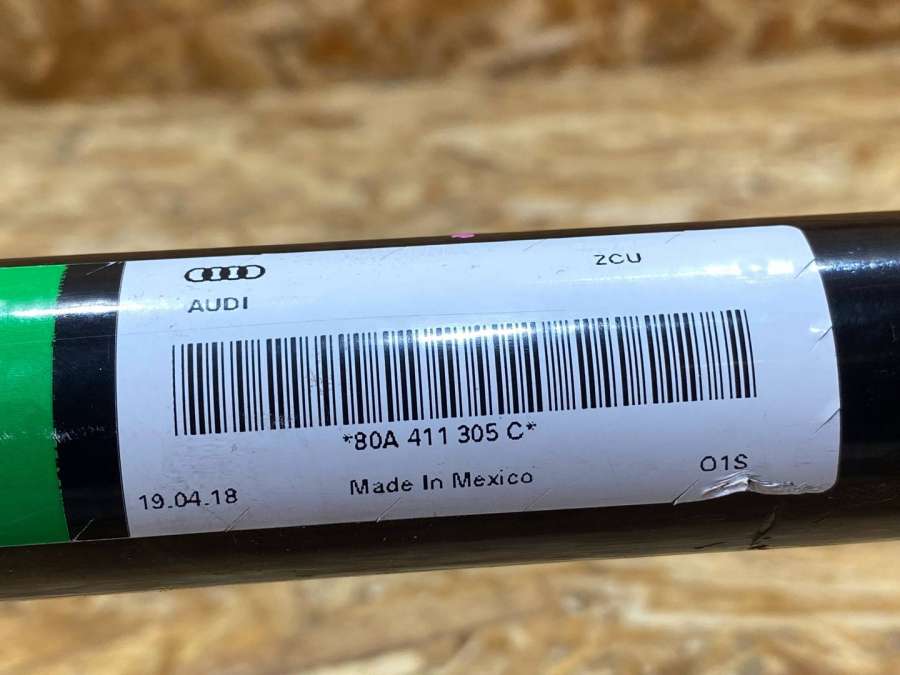 ZCU
AUDI
*80A 411 305 C*
Made In Mexico
O1S
19.04.18